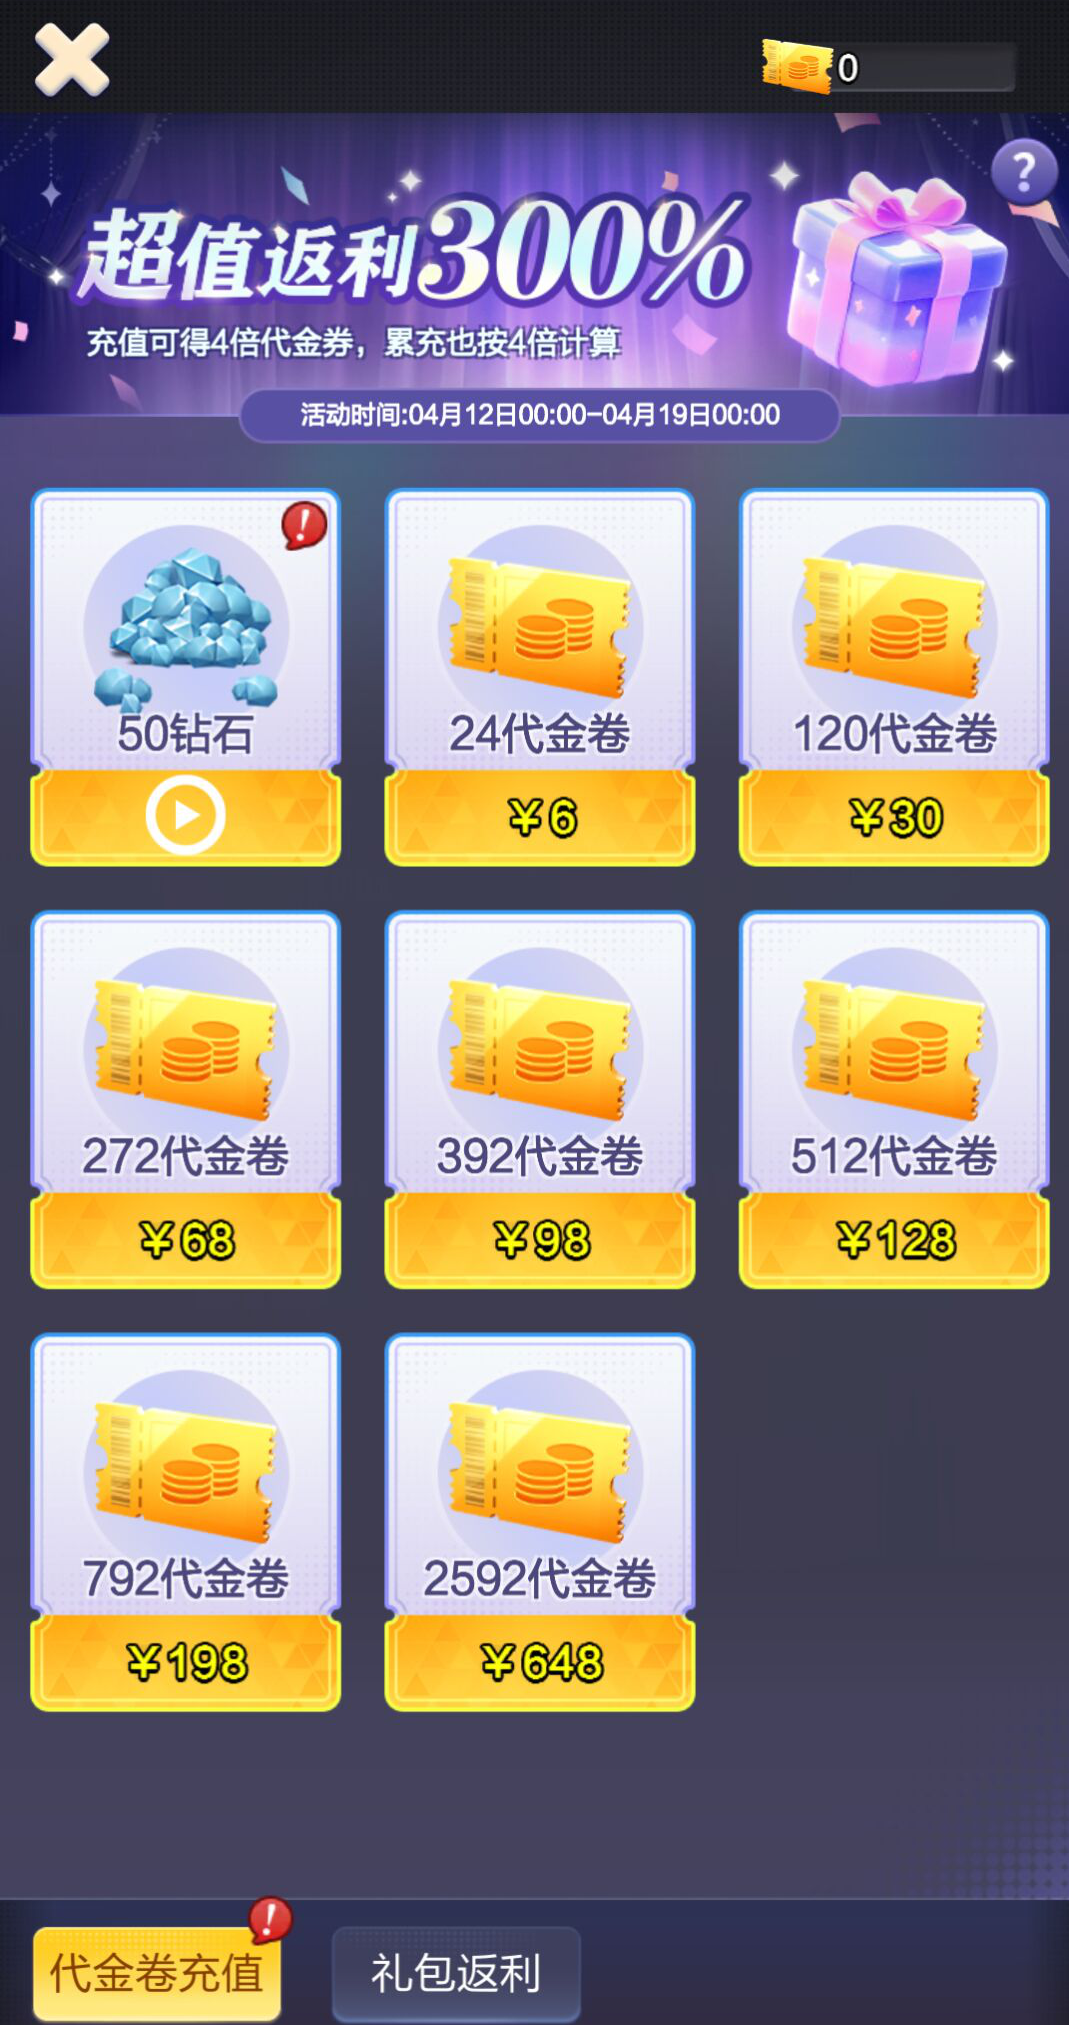 0
?
超值返利300%
充值可得4倍代金券，累充也按4倍计算
活动时间:04月12日00:00-04月19日00:00
!
50钻石
24代金卷
120代金卷
￥6
￥30
272代金卷
392代金卷
512代金卷
￥68
￥98
￥128
792代金卷
2592代金卷
￥198
￥648
!
代金卷充值
礼包返利